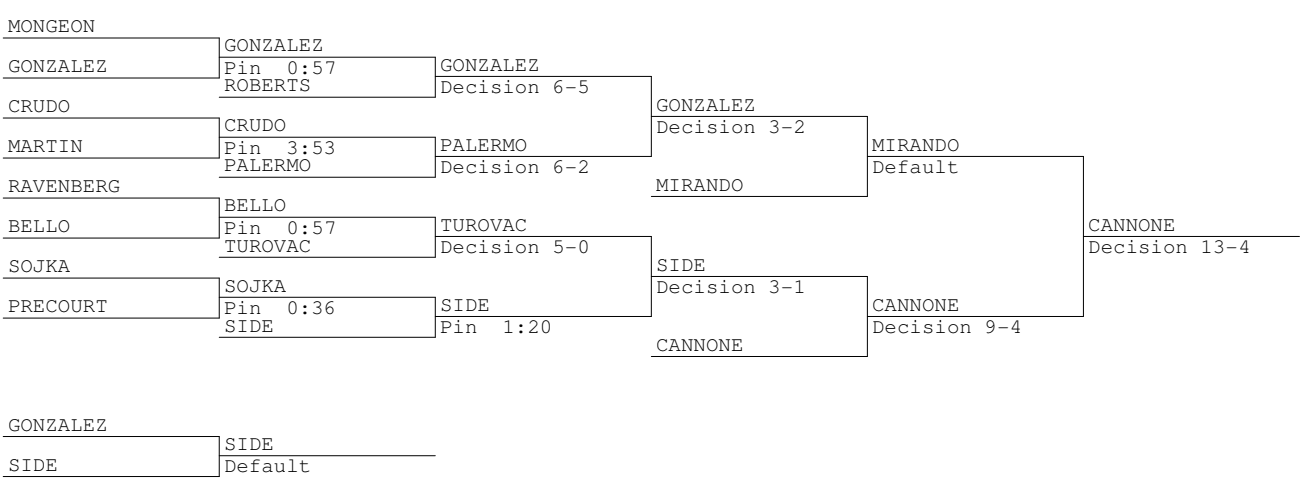 MONGEON
GONZALEZ
GONZALEZ
Pin 0:57
GONZALEZ
ROBERTS
GONZALEZ
Decision 6-5
CRUDO
GONZALEZ
CRUDO
Decision 3-2
MARTIN
Pin 3:53
PALERMO
MIRANDO
PALERMO
Decision 6-2
Default
RAVENBERG
MIRANDO
BELLO
BELLO
Pin 0:57
TUROVAC
CANNONE
TUROVAC
Decision 5-0
Decision 13-4
SOJKA
SIDE
SOJKA
Decision 3-1
PRECOURT
Pin 0:36
SIDE
CANNONE
SIDE
Pin 1:20
Decision 9-4
CANNONE
GONZALEZ
SIDE
SIDE
Default